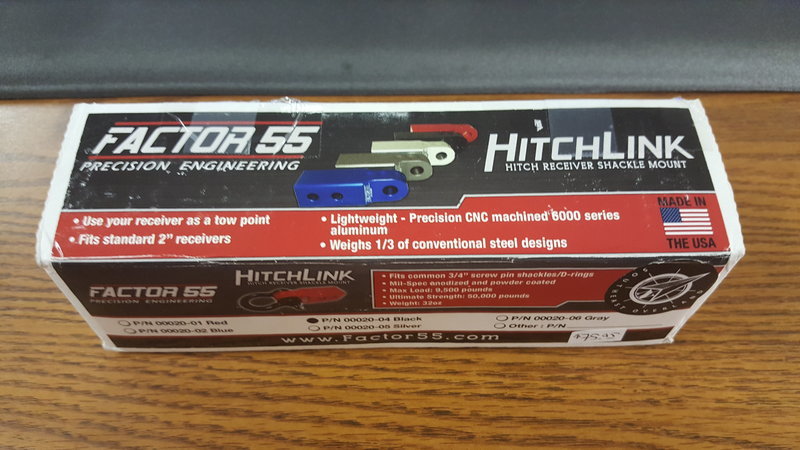 FACTOR 55
PRECISION ENGINEERING
HITCHLINK
HITCH RECEIVER SHACKLE MOUNT
• Use your receiver as a tow point
• Fits standard 2" receivers
• Lightweight - Precision CNC machined 6000 series
aluminum
• Weighs 1/3 of conventional steel designs
MADE IN
THE USA
FACTOR 55
PRECISION ENGINEERING
HITCHLINK
HITCH RECEIVER SHACKLE MOUNT
• Fits common 3/4" screw pin shackles/D-rings
• Mil-Spec anodized and powder coated
• Max Load: 9,500 pounds
• Ultimate Strength: 50,000 pounds
• Weight: 32oz
P/N 00020-01 Red
P/N 00020-02 Blue
P/N 00020-04 Black
P/N 00020-05 Silver
P/N 00020-06 Gray
Other : P/N
www.Factor55.com